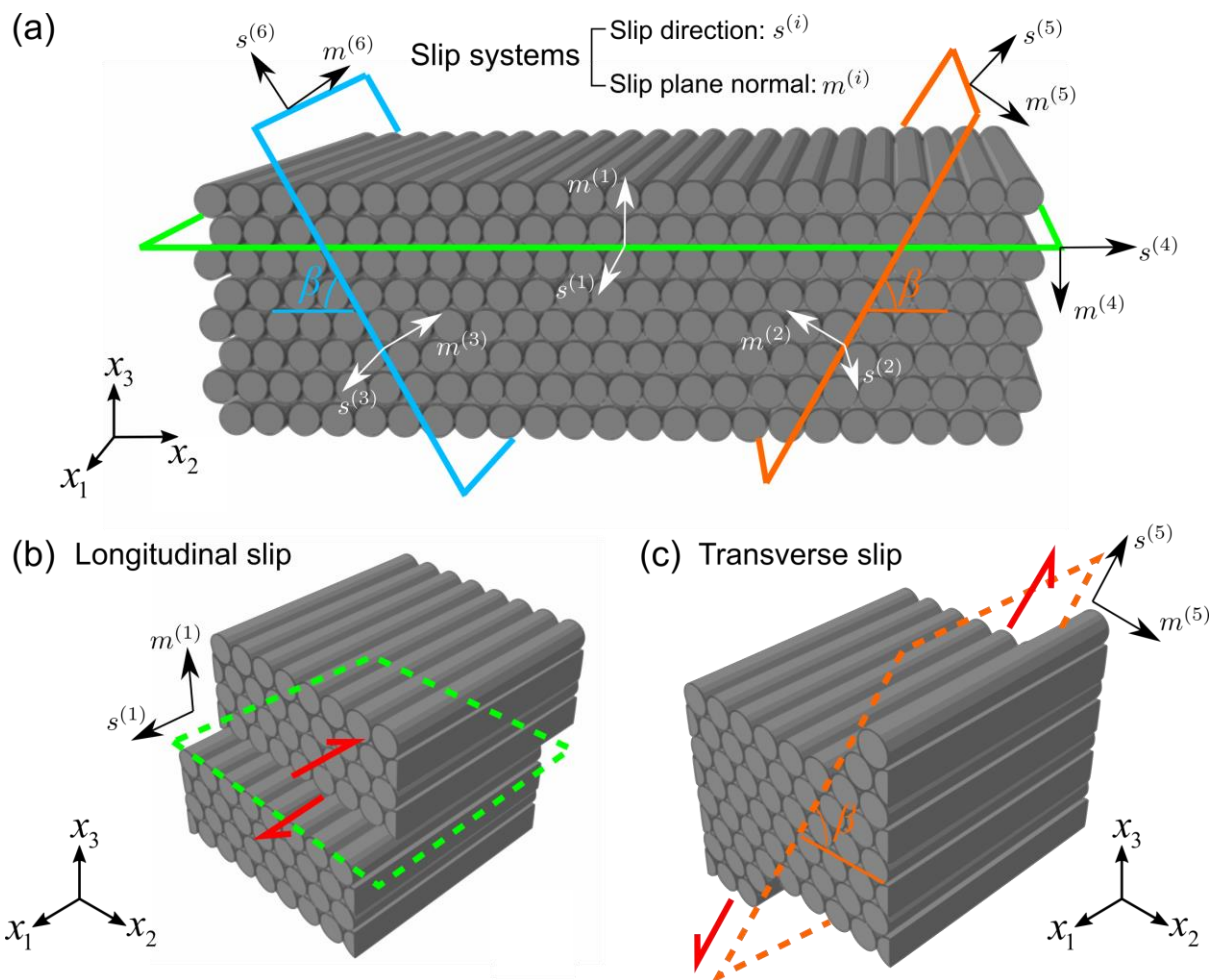 (a)
s^{(6)}
m^{(6)}
Slip systems
Slip direction: s^{(i)}
Slip plane normal: m^{(i)}
s^{(5)}
m^{(5)}
m^{(1)}
s^{(1)}
s^{(4)}
m^{(4)}
β
β
m^{(3)}
s^{(3)}
m^{(2)}
s^{(2)}
x_3
x_2
x_1
(b) Longitudinal slip
m^{(1)}
s^{(1)}
x_3
x_1
x_2
(c) Transverse slip
s^{(5)}
m^{(5)}
β
x_3
x_1
x_2